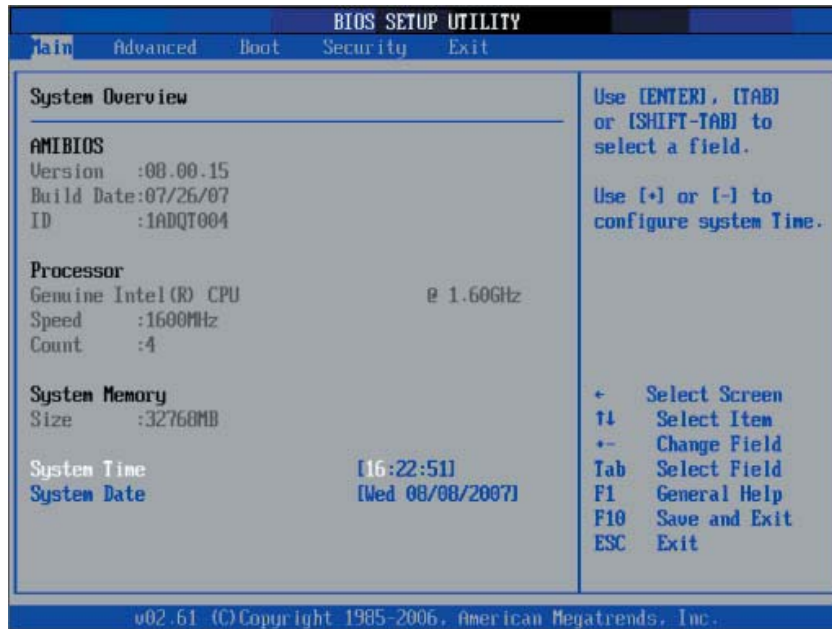 BIOS SETUP UTILITY
Main Advanced Boot Security Exit
System Overview
AMIBIOS
Version :08.00.15
Build Date:07/26/07
ID :1ADQT004
Processor
Genuine Intel(R) CPU @ 1.60GHz
Speed :1600MHz
Count :4
System Memory
Size :32768MB
System Time [16:22:51]
System Date [Wed 08/08/2007]
Use [ENTER], [TAB]
or [SHIFT-TAB] to
select a field.
Use [+] or [-] to
configure system Time.
← Select Screen
↑↓ Select Item
+- Change Field
Tab Select Field
F1 General Help
F10 Save and Exit
ESC Exit
v02.61 (C)Copyright 1985-2006, American Megatrends, Inc.